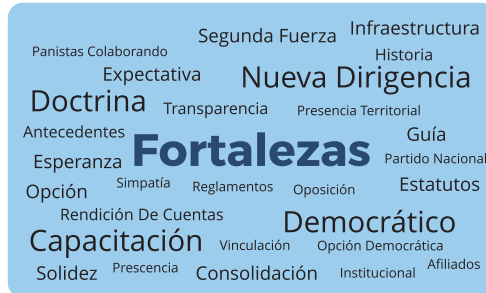 Segunda Fuerza
Infraestructura
Panistas Colaborando
Historia
Expectativa
Nueva Dirigencia
Doctrina
Transparencia
Presencia Territorial
Antecedentes
Fortalezas
Guía
Esperanza
Partido Nacional
Opción
Simpatía
Reglamentos
Oposición
Estatutos
Rendición De Cuentas
Democrático
Capacitación
Vinculación
Opción Democrática
Solidez
Prescencia
Consolidación
Institucional
Afiliados